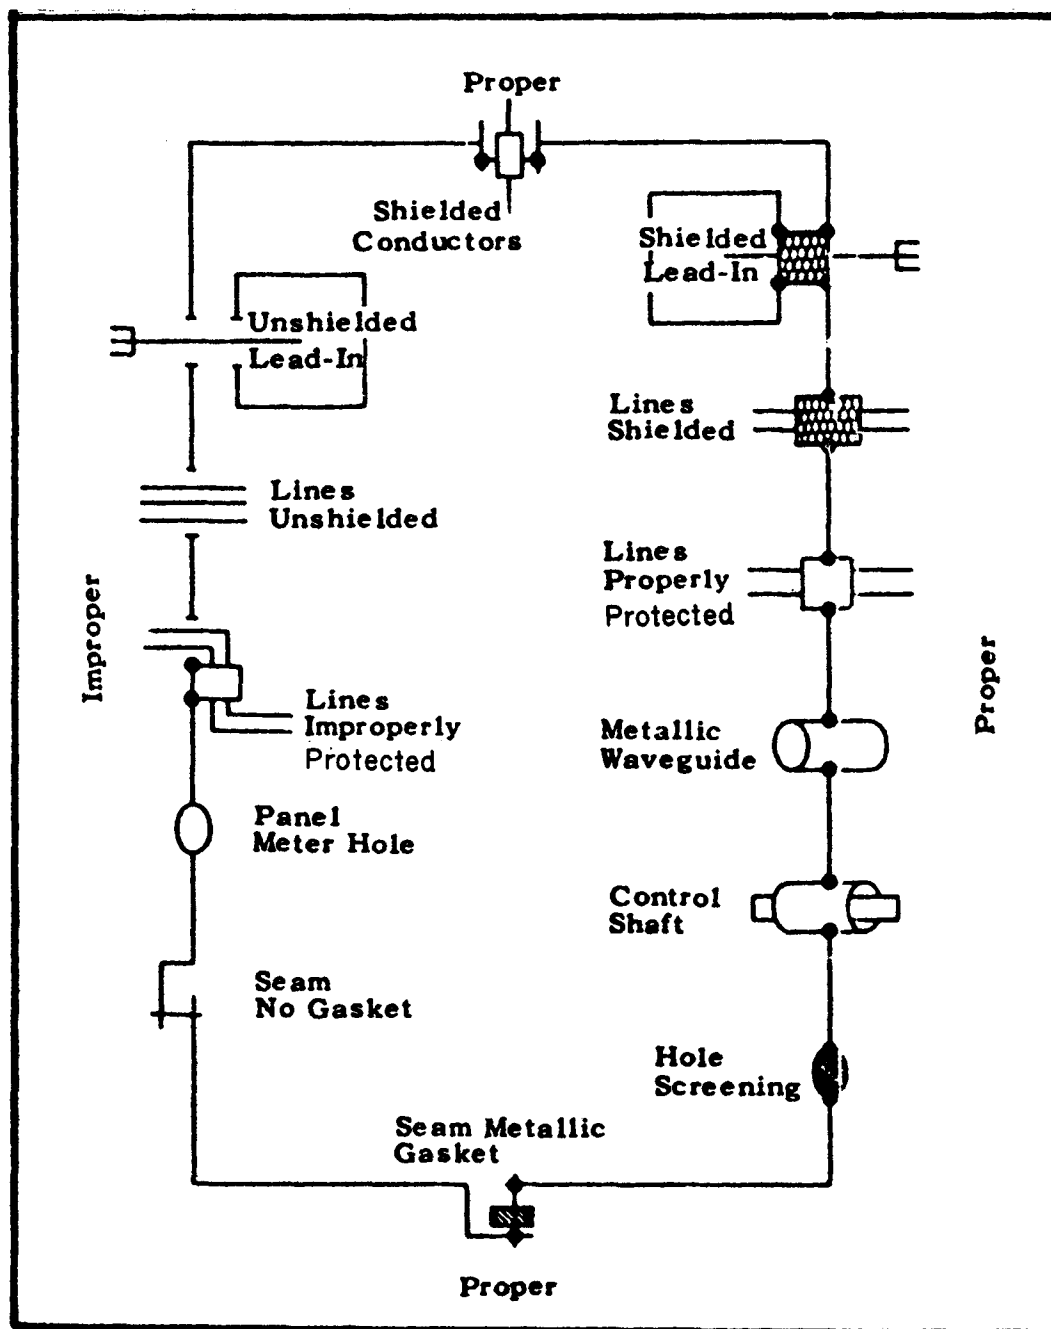 Proper
Shielded
Conductors
Shielded
Lead-In
Unshielded
Lead-In
Lines
Shielded
Lines
Unshielded
Lines
Properly
Protected
Improper
Proper
Lines
Improperly
Protected
Metallic
Waveguide
Panel
Meter Hole
Control
Shaft
Seam
No Gasket
Hole
Screening
Seam Metallic
Gasket
Proper